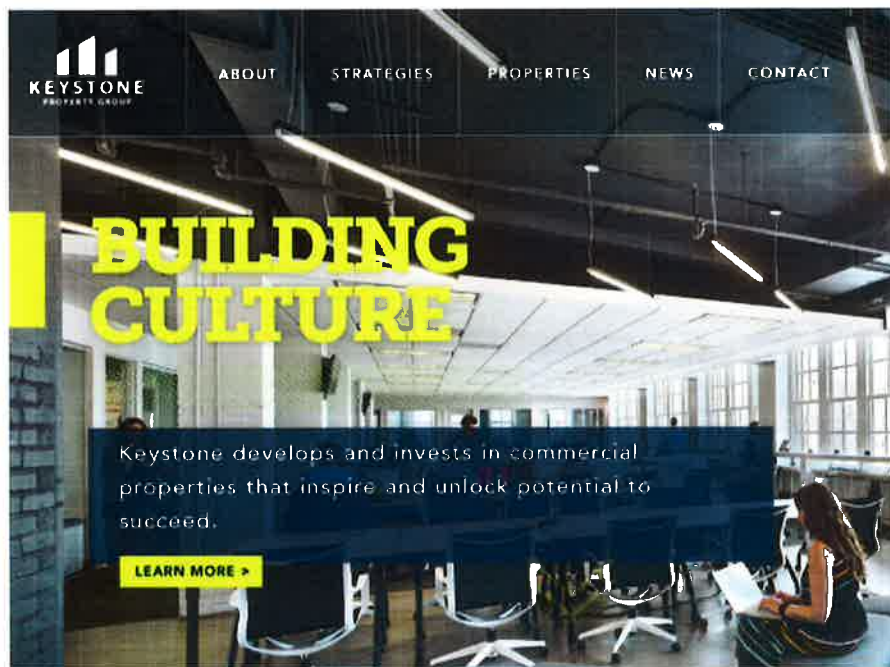 KEYSTONE
PROPERTY GROUP
ABOUT STRATEGIES PROPERTIES NEWS CONTACT
BUILDING
CULTURE
Keystone develops and invests in commercial
properties that inspire and unlock potential to
succeed.
LEARN MORE >